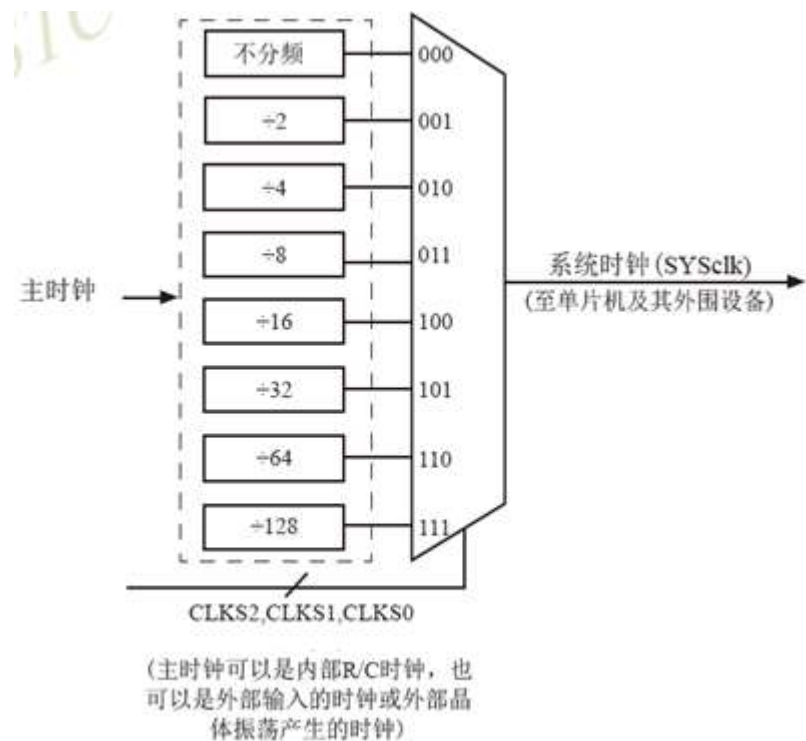 不分频
000
÷2
001
÷4
010
÷8
011
÷16
100
÷32
101
÷64
110
÷128
111
主时钟
系统时钟(SYSclk)
(至单片机及其外围设备)
CLKS2,CLKS1,CLKS0
(主时钟可以是内部R/C时钟，也
可以是外部输入的时钟或外部晶
体振荡产生的时钟)